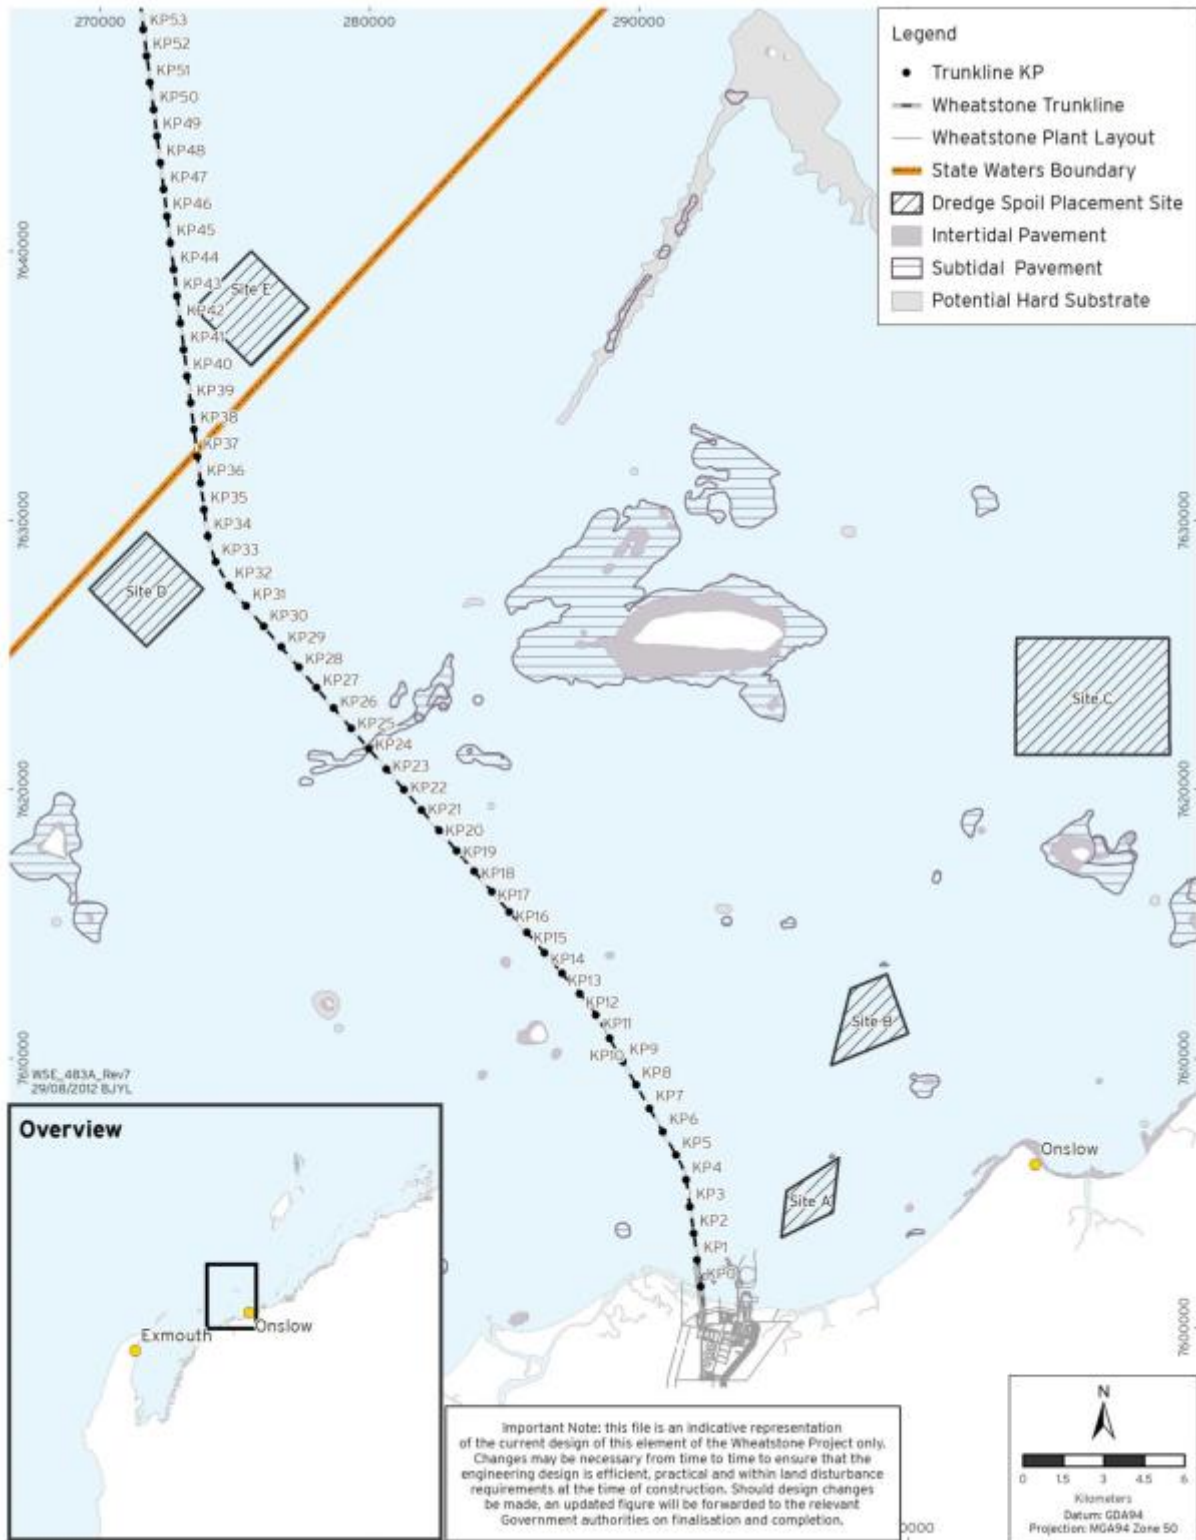 270000
280000
290000
Legend
Trunkline KP
Wheatstone Trunkline
Wheatstone Plant Layout
State Waters Boundary
Dredge Spoil Placement Site
Intertidal Pavement
Subtidal Pavement
Potential Hard Substrate
KP53
KP52
KP51
KP50
KP49
KP48
KP47
KP46
KP45
7640000
KP44
KP43
Site E
KP42
KP41
KP40
KP39
KP38
KP37
KP36
KP35
7630000
7630000
KP34
KP33
KP32
Site D
KP31
KP30
KP29
KP28
KP27
Site C
KP26
KP25
KP24
KP23
7620000
7620000
KP22
KP21
KP20
KP19
KP18
KP17
KP16
KP15
KP14
KP13
KP12
Site B
KP11
KP10
KP9
7610000
7610000
KP8
WSE_483A_Rev7
29/08/2012 BJYL
KP7
KP6
KP5
Onslow
KP4
KP3
Site A
KP2
KP1
KP0
7600000
Overview
Exmouth
Onslow
Important Note: this file is an indicative representation
of the current design of this element of the Wheatstone Project only.
Changes may be necessary from time to time to ensure that the
engineering design is efficient, practical and within land disturbance
requirements at the time of construction. Should design changes
be made, an updated figure will be forwarded to the relevant
Government authorities on finalisation and completion.
N
0 1.5 3 4.5 6
Kilometers
Datum: GDA94
Projection: MGA94 Zone 50